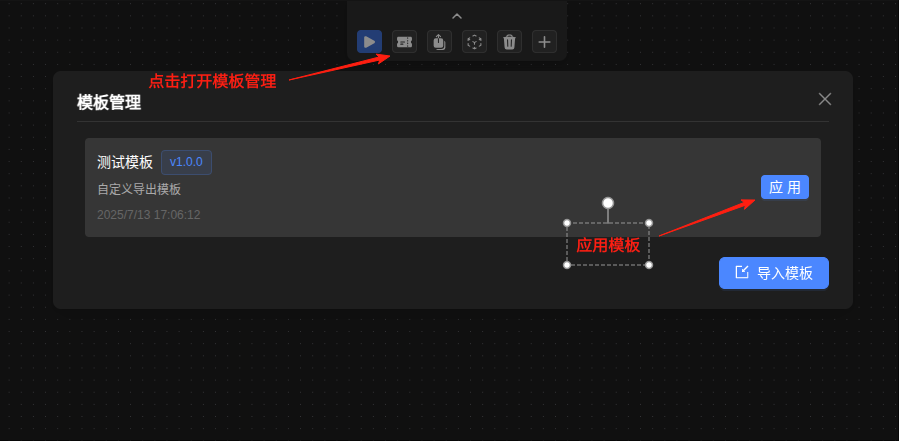 点击打开模板管理
模板管理
测试模板 v1.0.0
自定义导出模板
2025/7/13 17:06:12
应 用
应用模板
导入模板